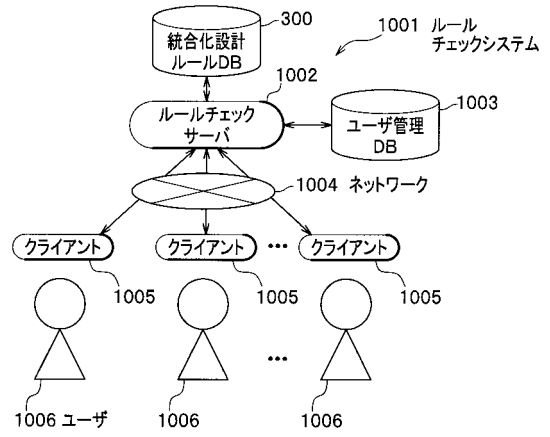 300
統合化設計
ルールDB
1001 ルール
チェックシステム
1002
ルールチェック
サーバ
1003
ユーザ管理
DB
1004 ネットワーク
クライアント
クライアント
•••
クライアント
1005
1005
1005
•••
1006 ユーザ
1006
1006